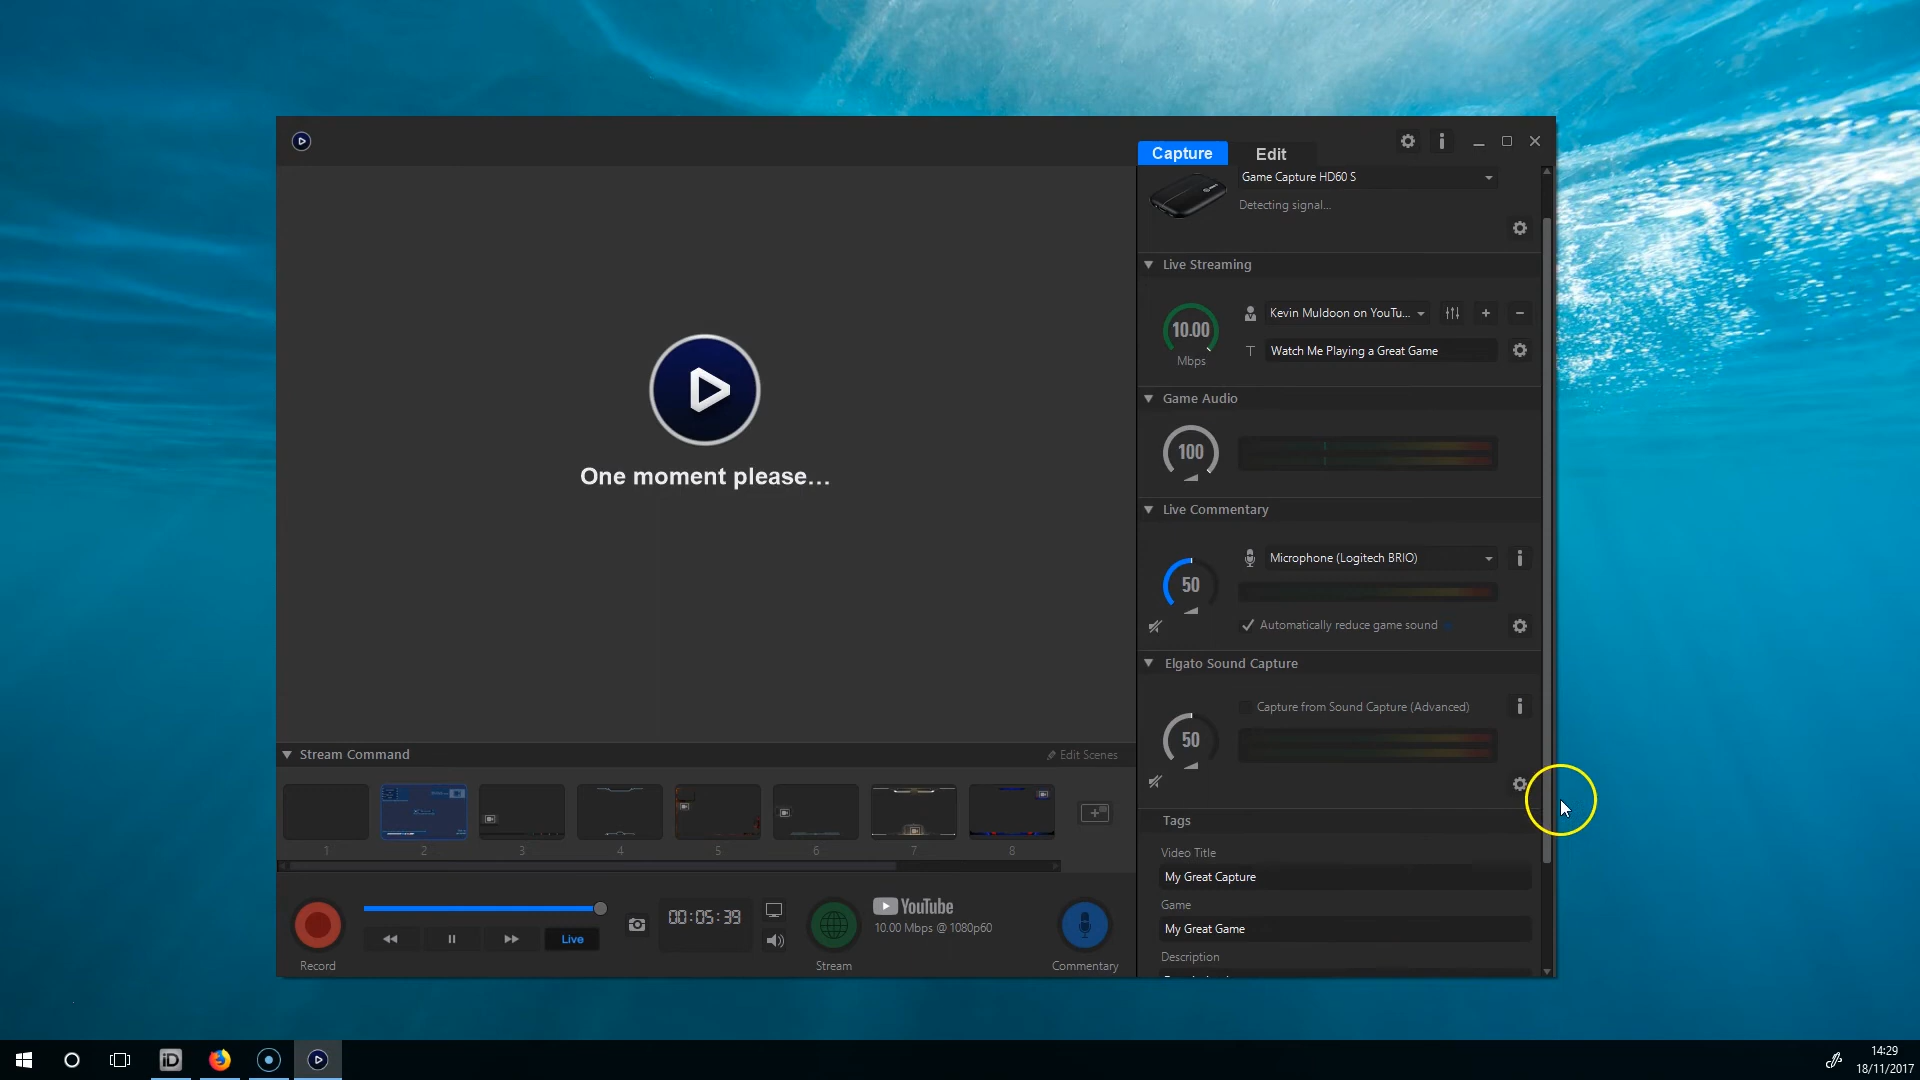 Capture
Edit
Game Capture HD60 S
Detecting signal...
Live Streaming
10.00
Mbps
Kevin Muldoon on YouTu...
Watch Me Playing a Great Game
Game Audio
100
Live Commentary
50
Microphone (Logitech BRIO)
Automatically reduce game sound
Elgato Sound Capture
50
Capture from Sound Capture (Advanced)
Tags
Video Title
My Great Capture
Game
My Great Game
Description
One moment please...
Stream Command
Edit Scenes
1 2 3 4 5 6 7 8
Record
Live
00:05:39
Stream
YouTube
10.00 Mbps @ 1080p60
Commentary
iD
14:29
18/11/2017